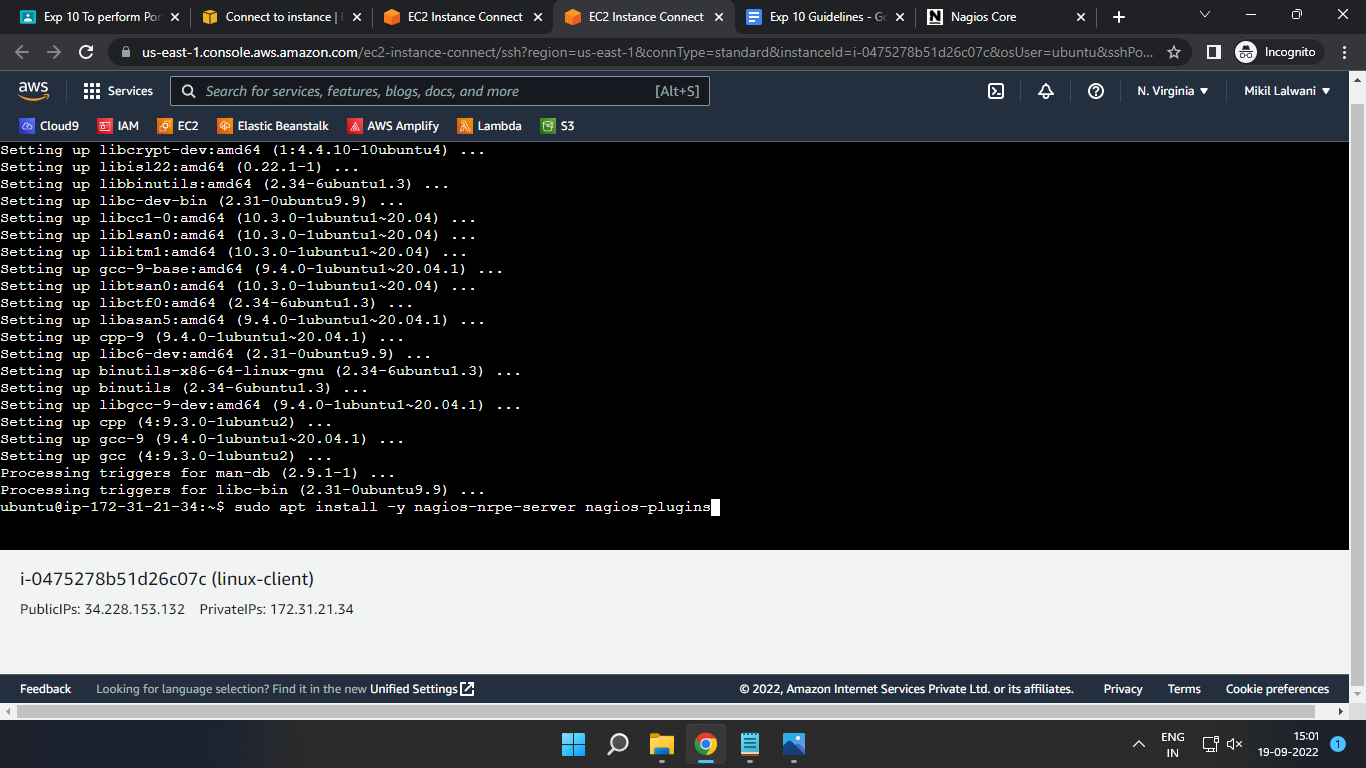 Exp 10 To perform Por
Connect to instance | E
EC2 Instance Connect
EC2 Instance Connect
Exp 10 Guidelines - Go
Nagios Core
us-east-1.console.aws.amazon.com/ec2-instance-connect/ssh?region=us-east-1&connType=standard&instanceId=i-0475278b51d26c07c&osUser=ubuntu&sshPo...
Incognito
aws
Services
Search for services, features, blogs, docs, and more
[Alt+S]
N. Virginia
Mikil Lalwani
Cloud9
IAM
EC2
Elastic Beanstalk
AWS Amplify
Lambda
S3
Setting up libcrypt-dev:amd64 (1:4.4.10-10ubuntu4) ...
Setting up libisl22:amd64 (0.22.1-1) ...
Setting up libbinutils:amd64 (2.34-6ubuntu1.3) ...
Setting up libc-dev-bin (2.31-0ubuntu9.9) ...
Setting up libcc1-0:amd64 (10.3.0-1ubuntu1~20.04) ...
Setting up liblsan0:amd64 (10.3.0-1ubuntu1~20.04) ...
Setting up libitm1:amd64 (10.3.0-1ubuntu1~20.04) ...
Setting up gcc-9-base:amd64 (9.4.0-1ubuntu1~20.04.1) ...
Setting up libtsan0:amd64 (10.3.0-1ubuntu1~20.04) ...
Setting up libctf0:amd64 (2.34-6ubuntu1.3) ...
Setting up libasan5:amd64 (9.4.0-1ubuntu1~20.04.1) ...
Setting up cpp-9 (9.4.0-1ubuntu1~20.04.1) ...
Setting up libc6-dev:amd64 (2.31-0ubuntu9.9) ...
Setting up binutils-x86-64-linux-gnu (2.34-6ubuntu1.3) ...
Setting up binutils (2.34-6ubuntu1.3) ...
Setting up libgcc-9-dev:amd64 (9.4.0-1ubuntu1~20.04.1) ...
Setting up cpp (4:9.3.0-1ubuntu2) ...
Setting up gcc-9 (9.4.0-1ubuntu1~20.04.1) ...
Setting up gcc (4:9.3.0-1ubuntu2) ...
Processing triggers for man-db (2.9.1-1) ...
Processing triggers for libc-bin (2.31-0ubuntu9.9) ...
ubuntu@ip-172-31-21-34:~$ sudo apt install -y nagios-nrpe-server nagios-plugins
i-0475278b51d26c07c (linux-client)
PublicIPs: 34.228.153.132 PrivateIPs: 172.31.21.34
Feedback
Looking for language selection? Find it in the new Unified Settings
© 2022, Amazon Internet Services Private Ltd. or its affiliates.
Privacy
Terms
Cookie preferences
ENG
IN
15:01
19-09-2022
1